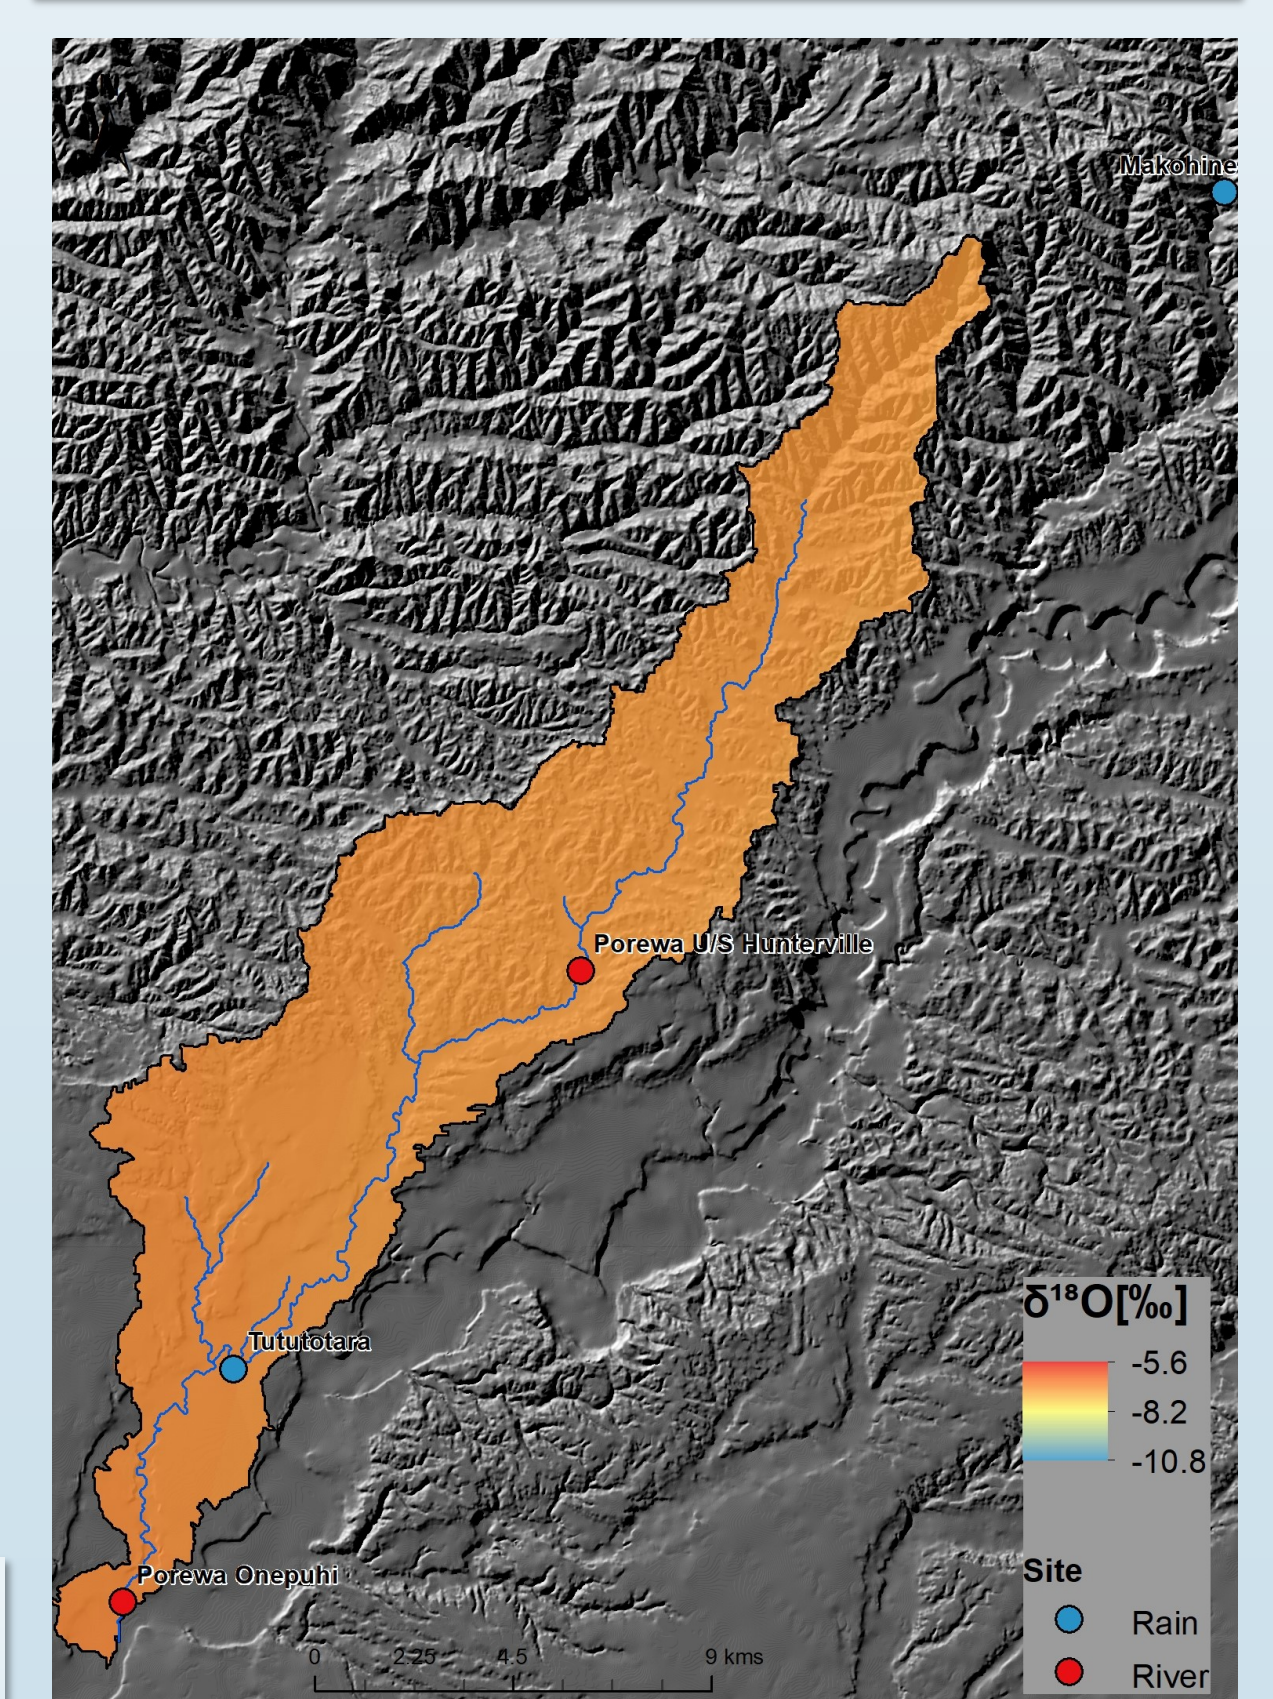 Makohine
Porewa U/S Hunterville
Tututotara
Porewa Onepuhi
0 2.25 4.5 9 kms
δ¹⁸O[‰]
-5.6
-8.2
-10.8
Site
Rain
River